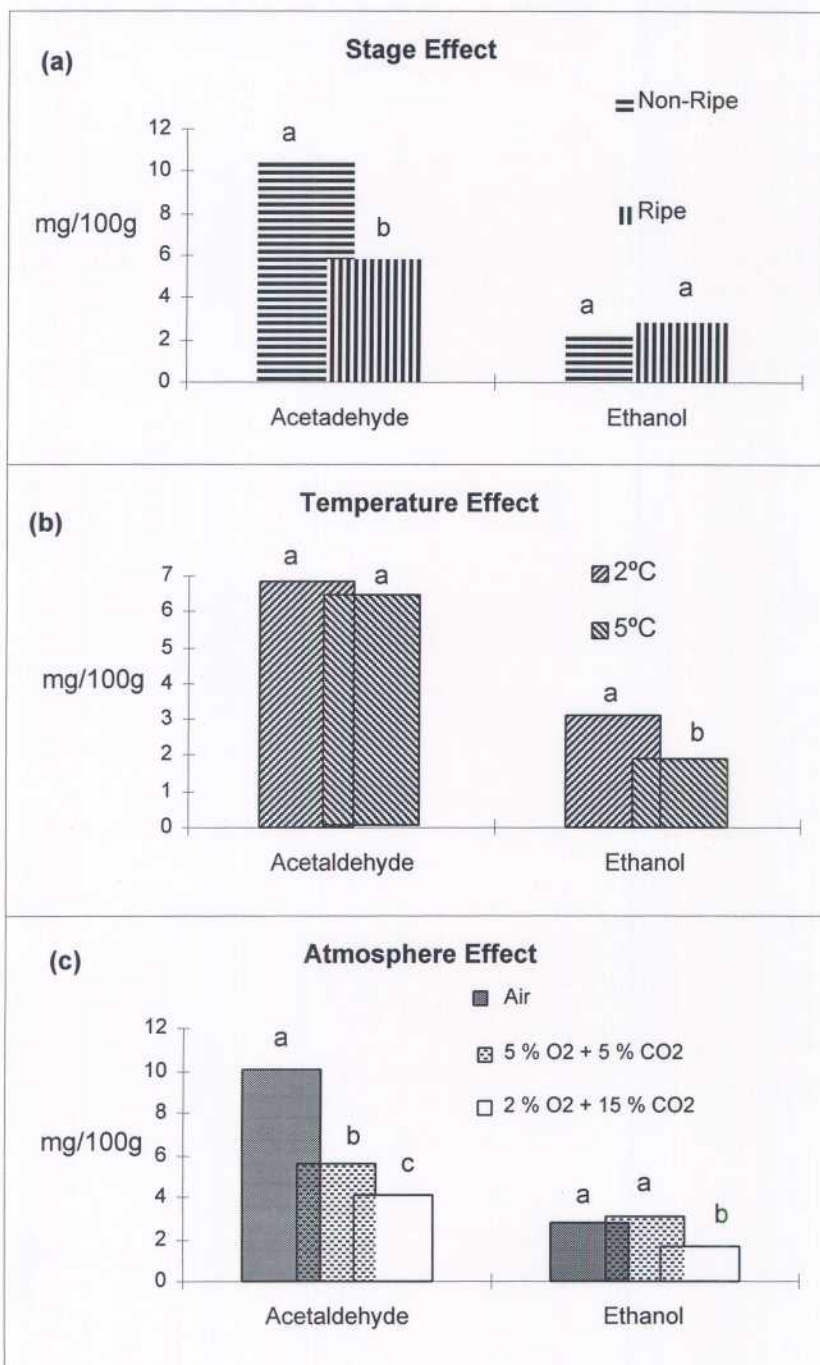 (a)
Stage Effect
Non-Ripe
Ripe
mg/100g
12
10
8
6
4
2
0
a
b
a
a
Acetadehyde
Ethanol
(b)
Temperature Effect
2ºC
5ºC
mg/100g
7
6
5
4
3
2
1
0
a
a
a
b
Acetaldehyde
Ethanol
(c)
Atmosphere Effect
Air
5 % O2 + 5 % CO2
2 % O2 + 15 % CO2
mg/100g
12
10
8
6
4
2
0
a
b
c
a
a
b
Acetaldehyde
Ethanol